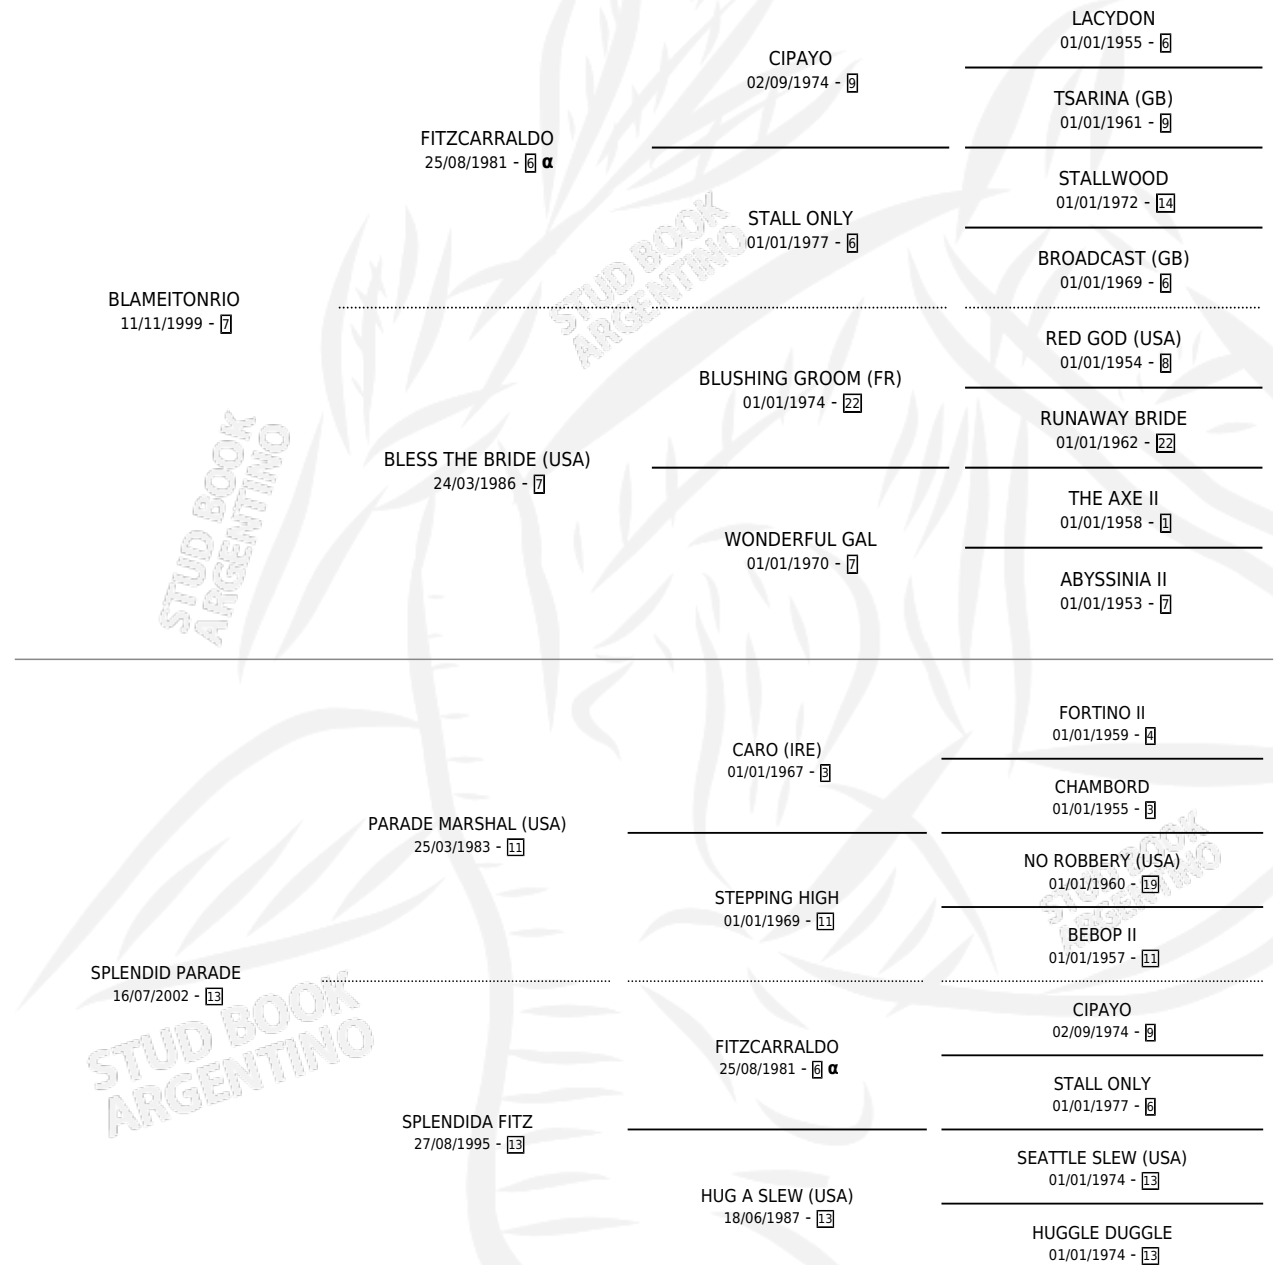 LACYDON
01/01/1955 - 6
CIPAYO
02/09/1974 - 9
TSARINA (GB)
01/01/1961 - 9
FITZCARRALDO
25/08/1981 - 6 α
STALLWOOD
01/01/1972 - 14
STALL ONLY
01/01/1977 - 6
BROADCAST (GB)
01/01/1969 - 6
BLAMEITONRIO
11/11/1999 - 7
RED GOD (USA)
01/01/1954 - 8
BLUSHING GROOM (FR)
01/01/1974 - 22
RUNAWAY BRIDE
01/01/1962 - 22
BLESS THE BRIDE (USA)
24/03/1986 - 7
THE AXE II
01/01/1958 - 1
WONDERFUL GAL
01/01/1970 - 7
ABYSSINIA II
01/01/1953 - 7
STUD BOOK
ARGENTINO
STUD BOOK
ARGENTINO
FORTINO II
01/01/1959 - 4
CARO (IRE)
01/01/1967 - 3
CHAMBORD
01/01/1955 - 3
PARADE MARSHAL (USA)
25/03/1983 - 11
NO ROBBERY (USA)
01/01/1960 - 19
STEPPING HIGH
01/01/1969 - 11
BEBOP II
01/01/1957 - 11
SPLENDID PARADE
16/07/2002 - 13
CIPAYO
02/09/1974 - 9
FITZCARRALDO
25/08/1981 - 6 α
STALL ONLY
01/01/1977 - 6
SPLENDIDA FITZ
27/08/1995 - 13
SEATTLE SLEW (USA)
01/01/1974 - 13
HUG A SLEW (USA)
18/06/1987 - 13
HUGGLE DUGGLE
01/01/1974 - 13
STUD BOOK
ARGENTINO
STUD BOOK
ARGENTINO